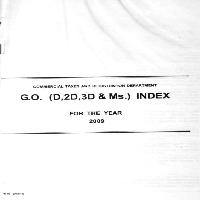 COMMERCIAL TAXES AND REGISTRATION DEPARTMENT
G.O. (D,2D,3D & Ms.) INDEX
FOR THE YEAR
2009